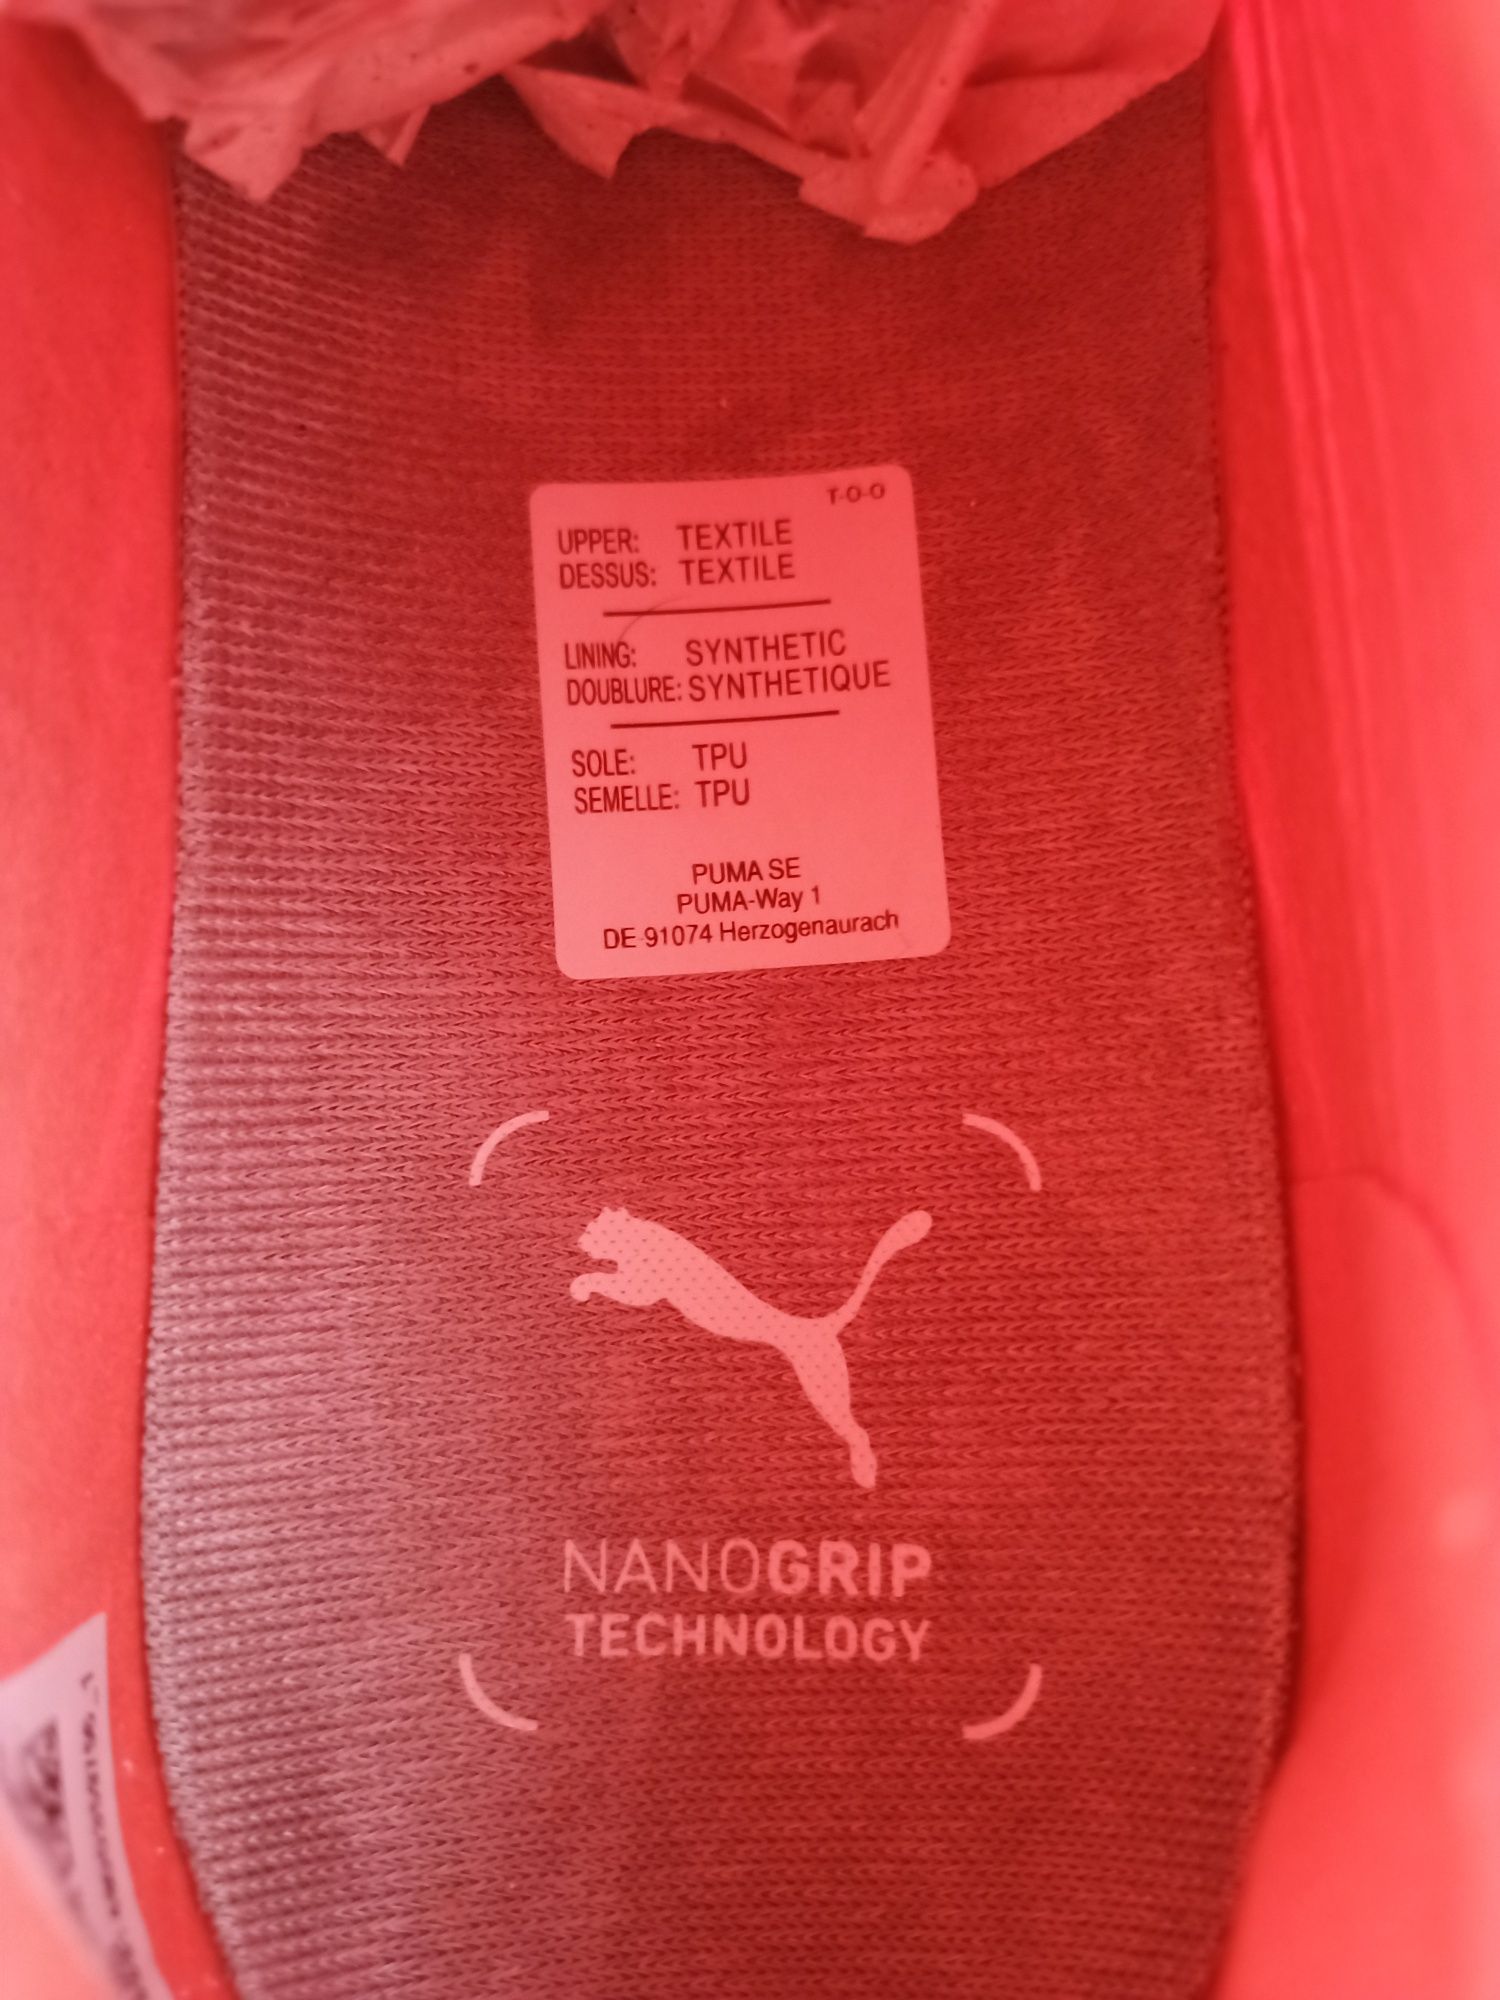 T-O-O
UPPER: TEXTILE
DESSUS: TEXTILE
LINING: SYNTHETIC
DOUBLURE: SYNTHETIQUE
SOLE: TPU
SEMELLE: TPU
PUMA SE
PUMA-Way 1
DE-91074 Herzogenaurach
NANOGRIP
TECHNOLOGY